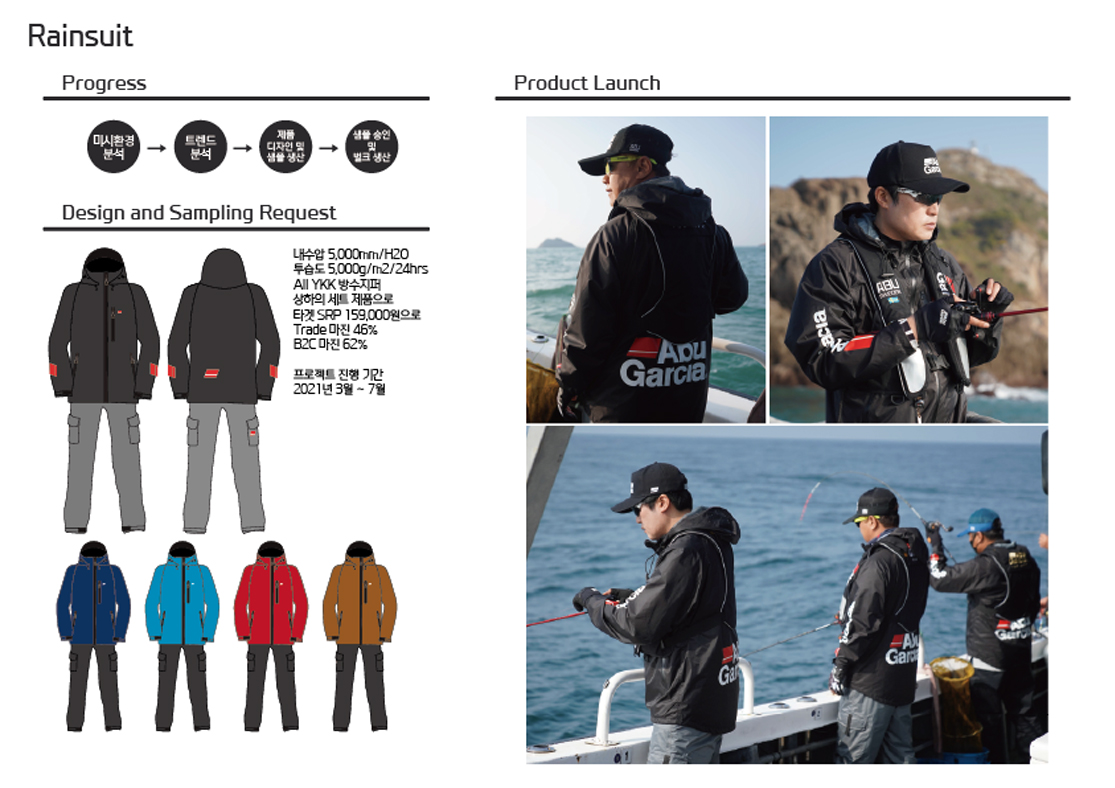 Rainsuit
Progress
미시환경
분석
트렌드
분석
제품
디자인 및
샘플 생산
샘플 승인
및
벌크 생산
Design and Sampling Request
내수압 5,000mm/H2O
투습도 5,000g/m2/24hrs
All YKK 방수지퍼
상하의 세트 제품으로
타겟 SRP 159,000원으로
Trade 마진 46%
B2C 마진 62%
프로젝트 진행 기간
2021년 3월 ~ 7월
Product Launch
Abu
Garcia
Abu
Garcia
ABU
Abu
Garcia
Abu
Garcia